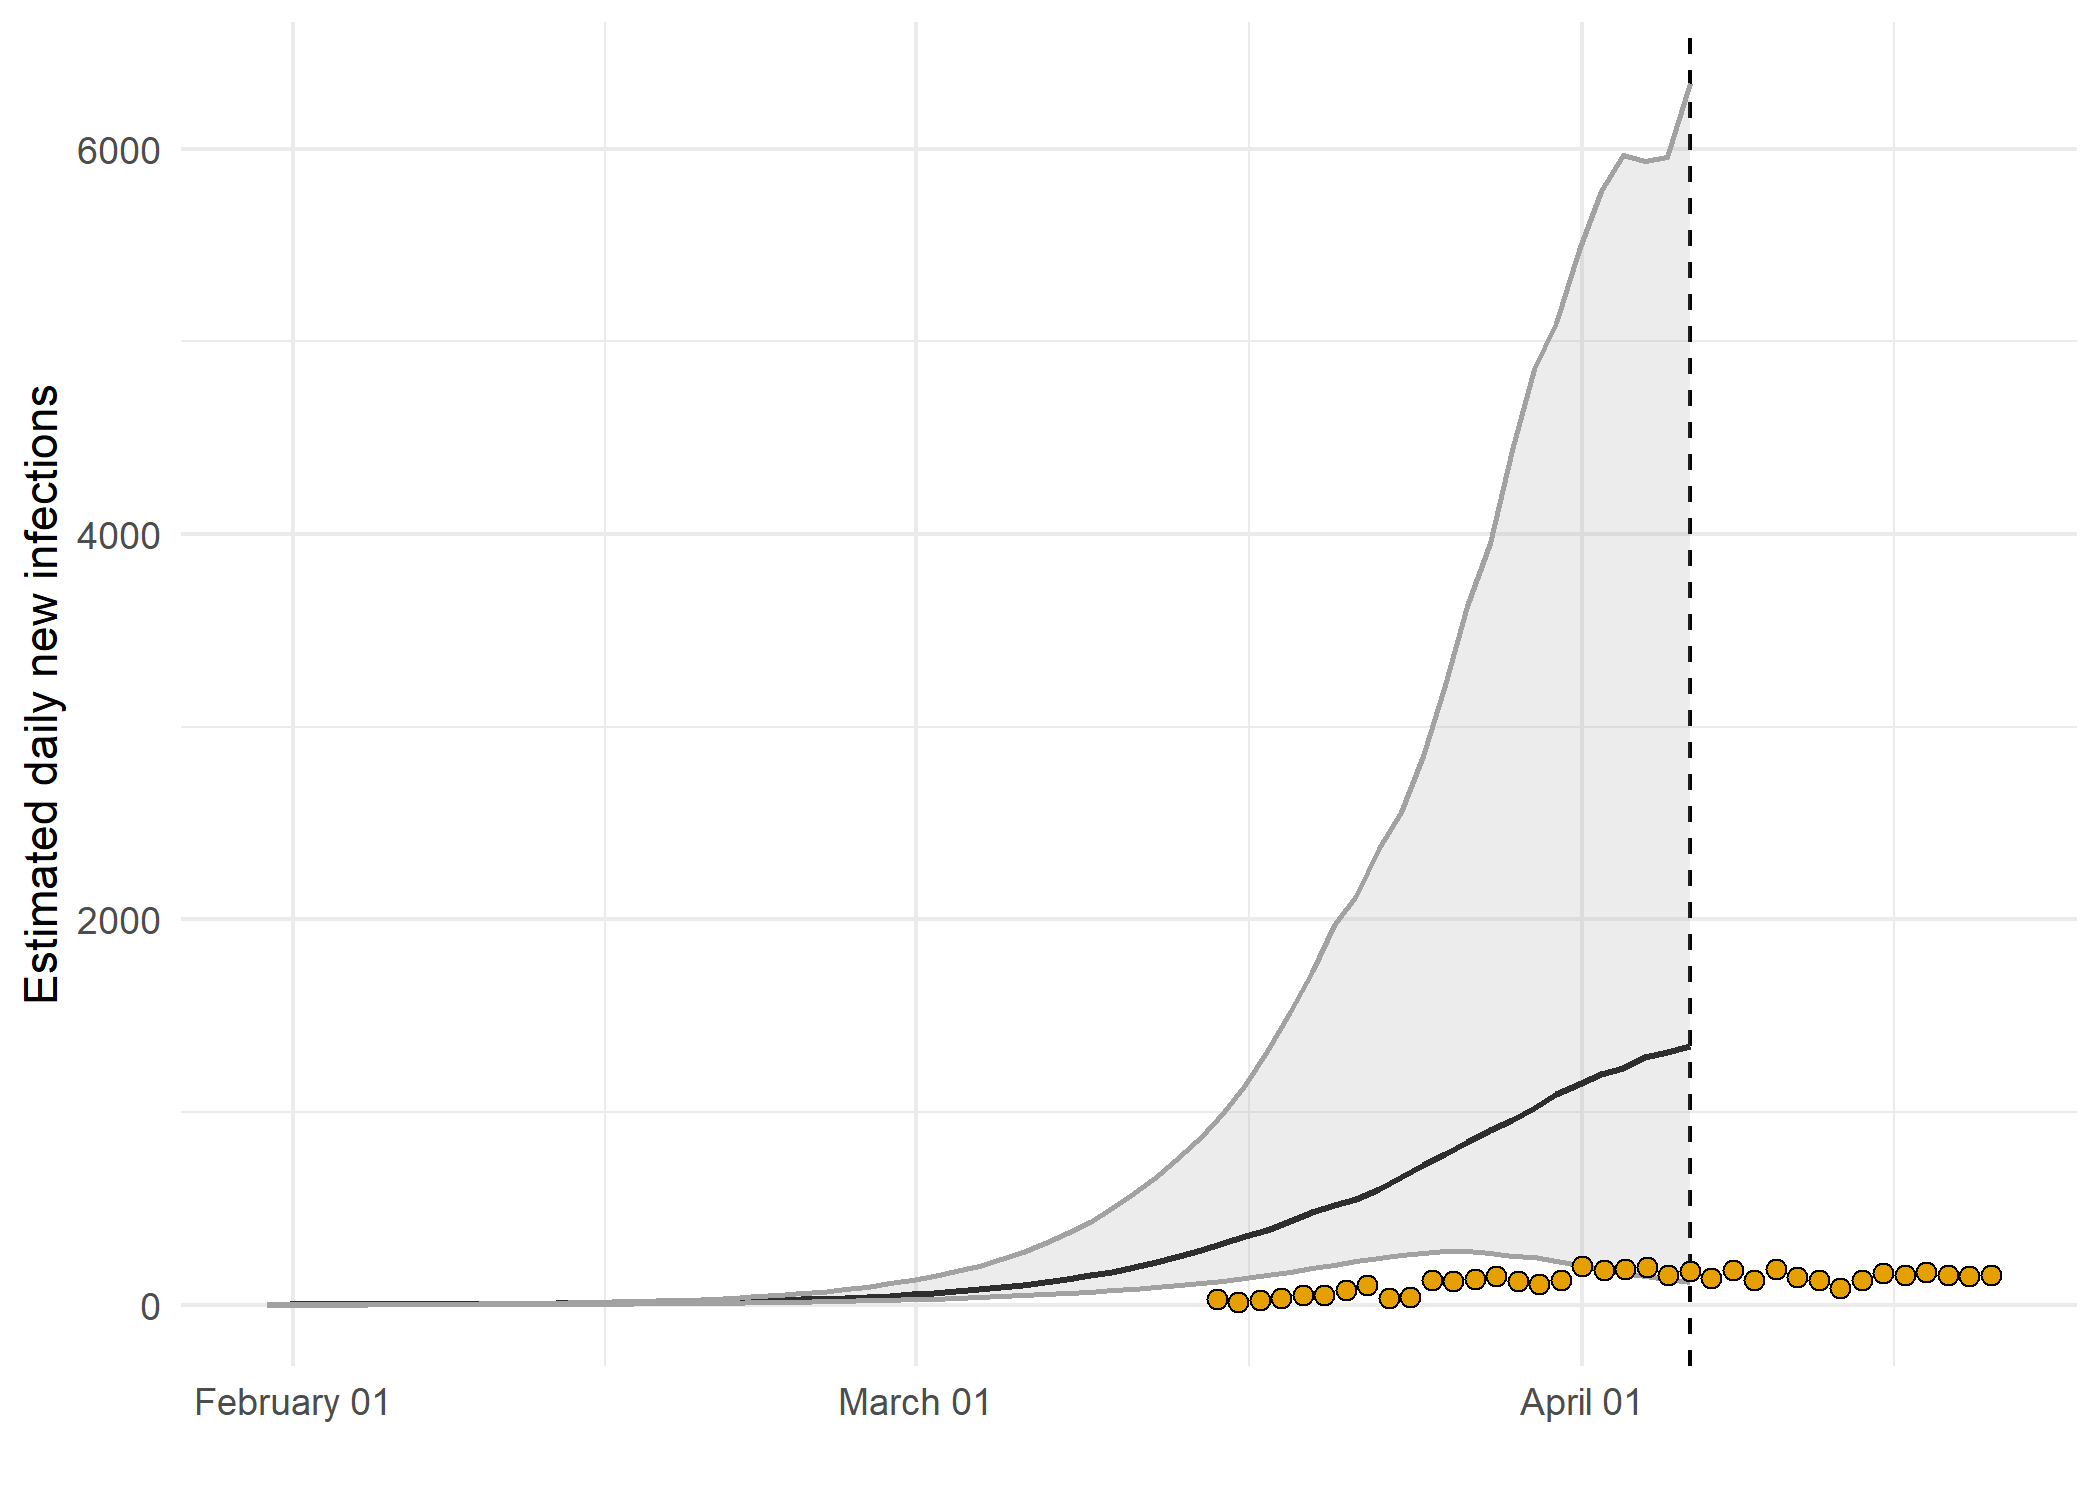 Estimated daily new infections
6000
4000
2000
0
February 01
March 01
April 01